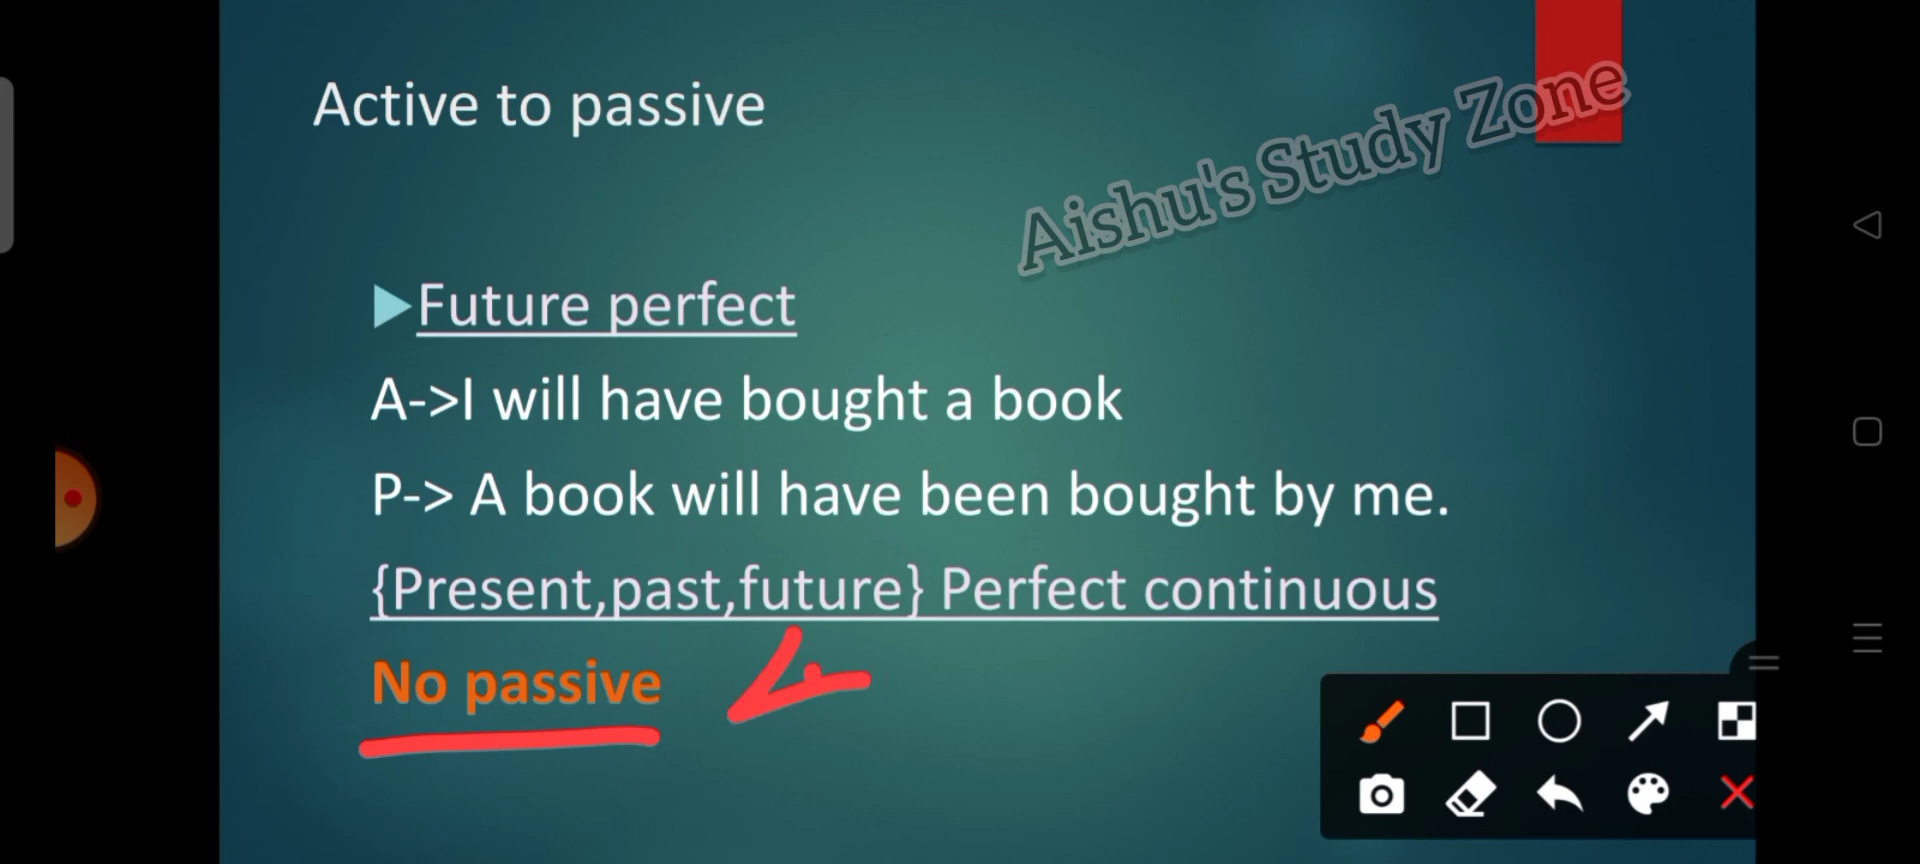 Active to passive
Aishu's Study Zone
Future perfect
A->I will have bought a book
P-> A book will have been bought by me.
{Present,past,future} Perfect continuous
No passive